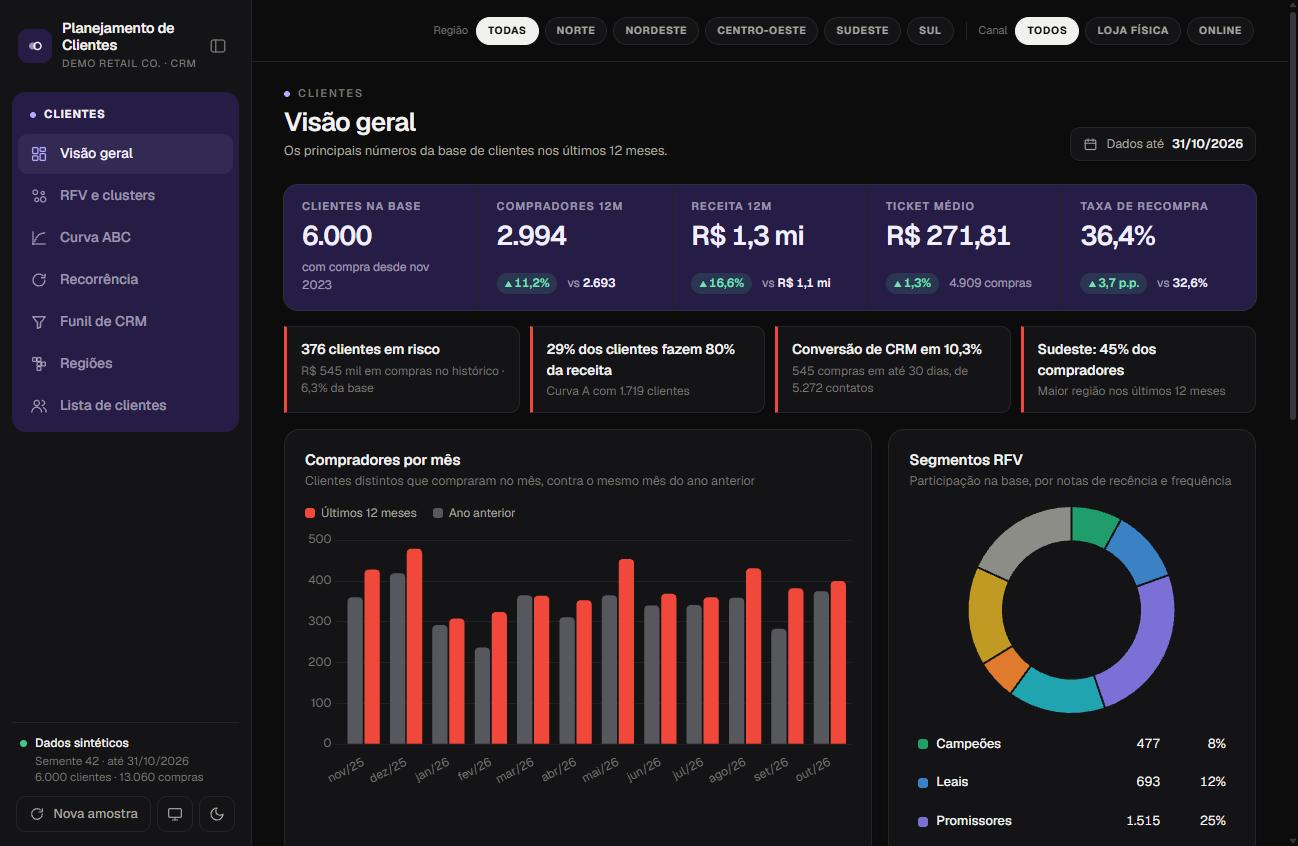 Planejamento de
Clientes
DEMO RETAIL CO. · CRM
CLIENTES
Visão geral
RFV e clusters
Curva ABC
Recorrência
Funil de CRM
Regiões
Lista de clientes
Dados sintéticos
Semente 42 · até 31/10/2026
6.000 clientes · 13.060 compras
Nova amostra
Região TODAS NORTE NORDESTE CENTRO-OESTE SUDESTE SUL Canal TODOS LOJA FÍSICA ONLINE
CLIENTES
Visão geral
Os principais números da base de clientes nos últimos 12 meses.
Dados até 31/10/2026
CLIENTES NA BASE
6.000
com compra desde nov
2023
COMPRADORES 12M
2.994
▲11,2% vs 2.693
RECEITA 12M
R$ 1,3 mi
▲16,6% vs R$ 1,1 mi
TICKET MÉDIO
R$ 271,81
▲1,3% 4.909 compras
TAXA DE RECOMPRA
36,4%
▲3,7 p.p. vs 32,6%
376 clientes em risco
R$ 545 mil em compras no histórico ·
6,3% da base
29% dos clientes fazem 80%
da receita
Curva A com 1.719 clientes
Conversão de CRM em 10,3%
545 compras em até 30 dias, de
5.272 contatos
Sudeste: 45% dos
compradores
Maior região nos últimos 12 meses
Compradores por mês
Clientes distintos que compraram no mês, contra o mesmo mês do ano anterior
Últimos 12 meses Ano anterior
500
400
300
200
100
0
nov/25 dez/25 jan/26 fev/26 mar/26 abr/26 mai/26 jun/26 jul/26 ago/26 set/26 out/26
Segmentos RFV
Participação na base, por notas de recência e frequência
Campeões 477 8%
Leais 693 12%
Promissores 1.515 25%